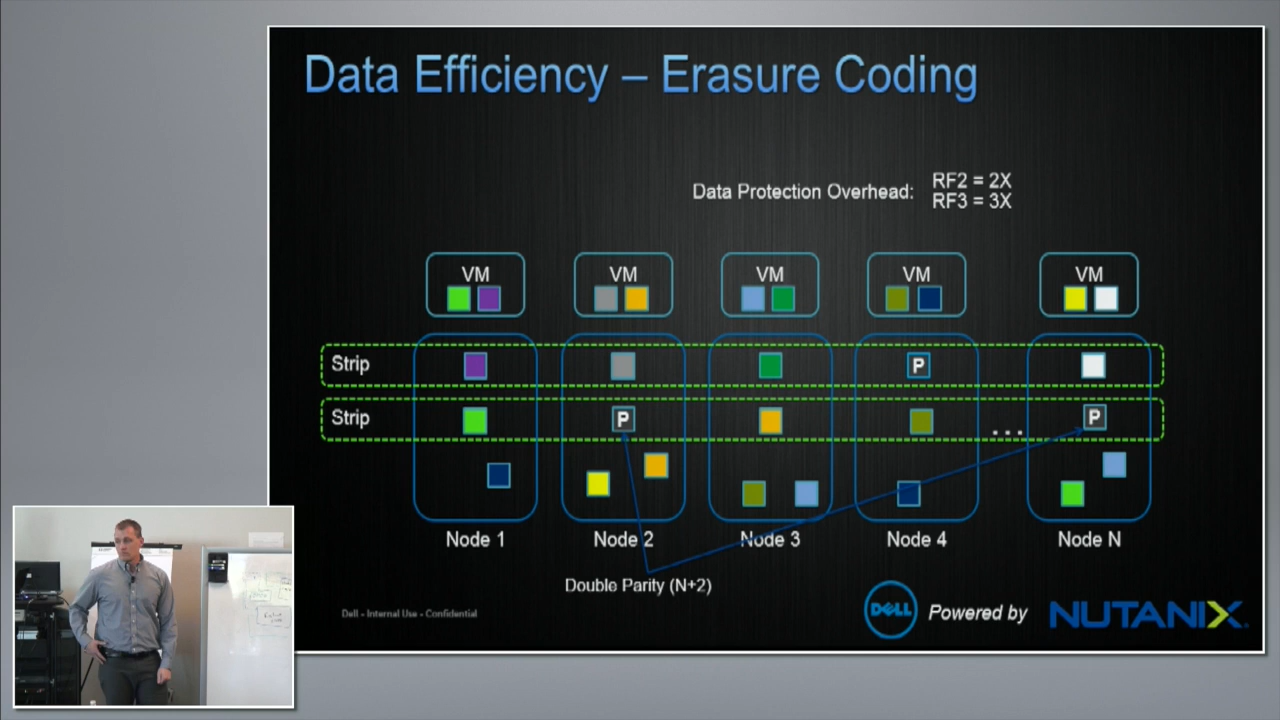 Data Efficiency – Erasure Coding
Data Protection Overhead:
RF2 = 2X
RF3 = 3X
VM
VM
VM
VM
VM
Strip
P
Strip
P
...
P
Node 1
Node 2
Node 3
Node 4
Node N
Double Parity (N+2)
Dell - Internal Use - Confidential
DELL
Powered by
NUTANIX